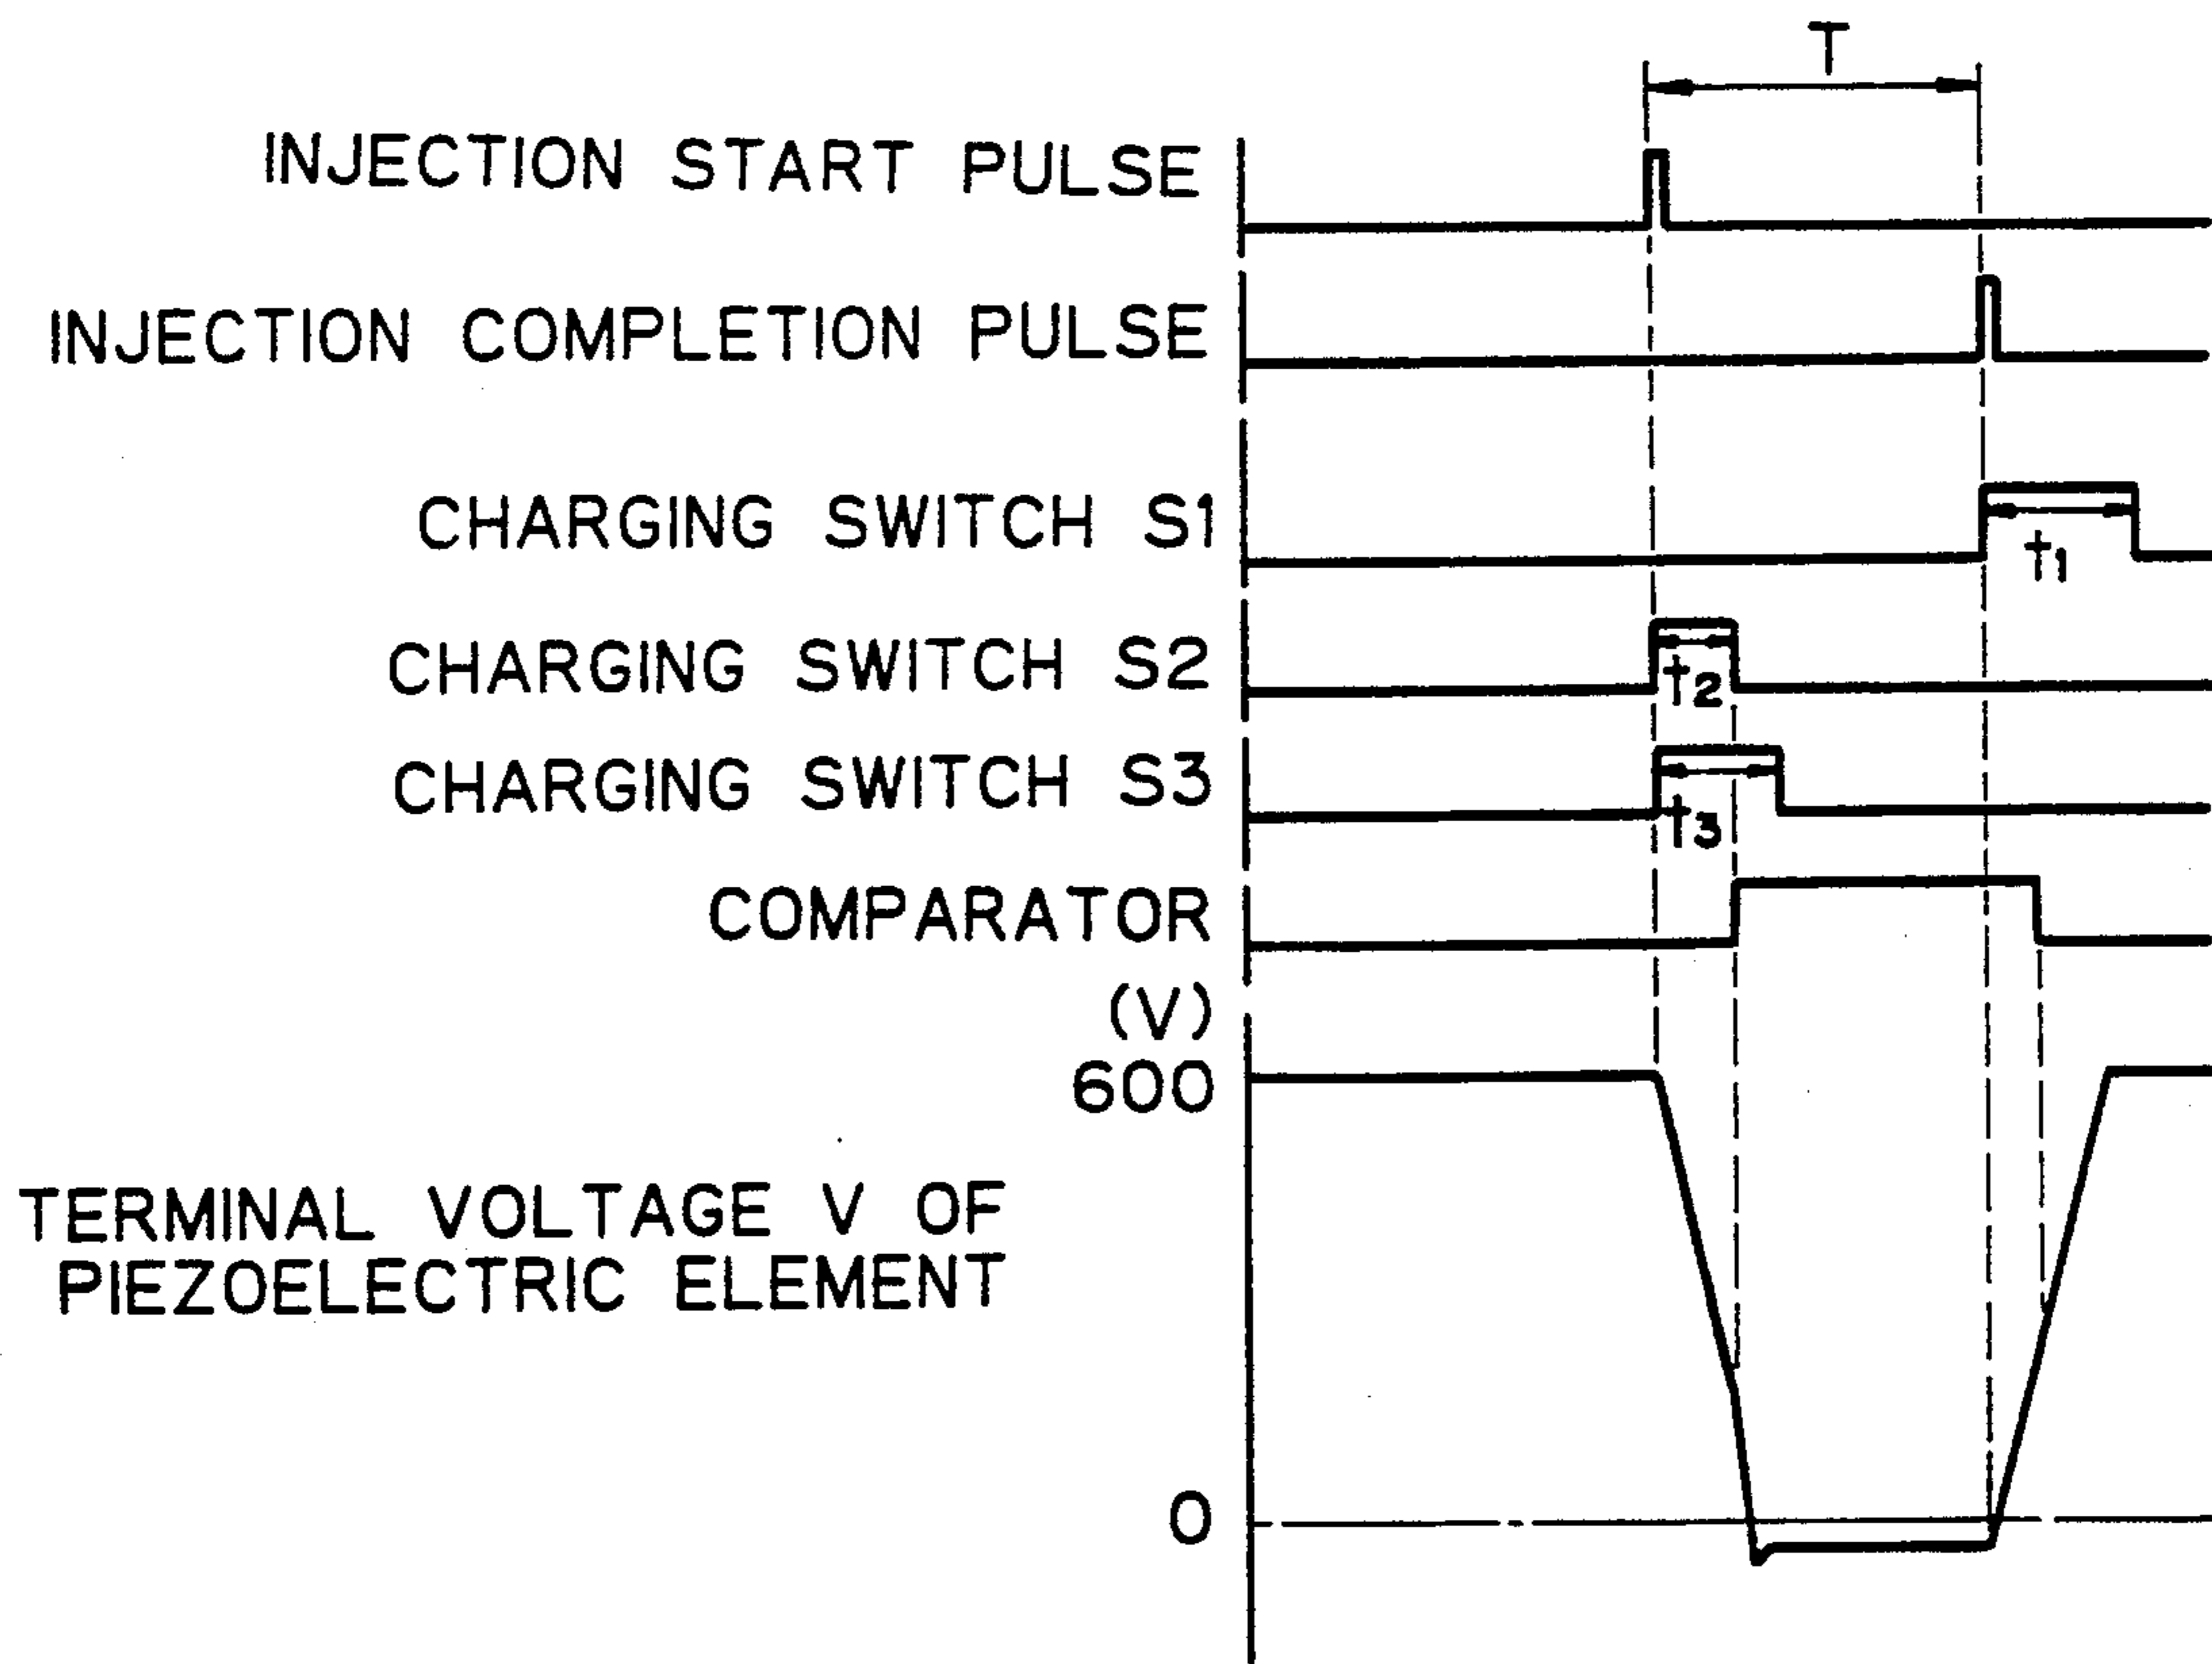 T
INJECTION START PULSE
INJECTION COMPLETION PULSE
CHARGING SWITCH S1
t1
CHARGING SWITCH S2
t2
CHARGING SWITCH S3
t3
COMPARATOR
(V)
600
TERMINAL VOLTAGE V OF
PIEZOELECTRIC ELEMENT
0